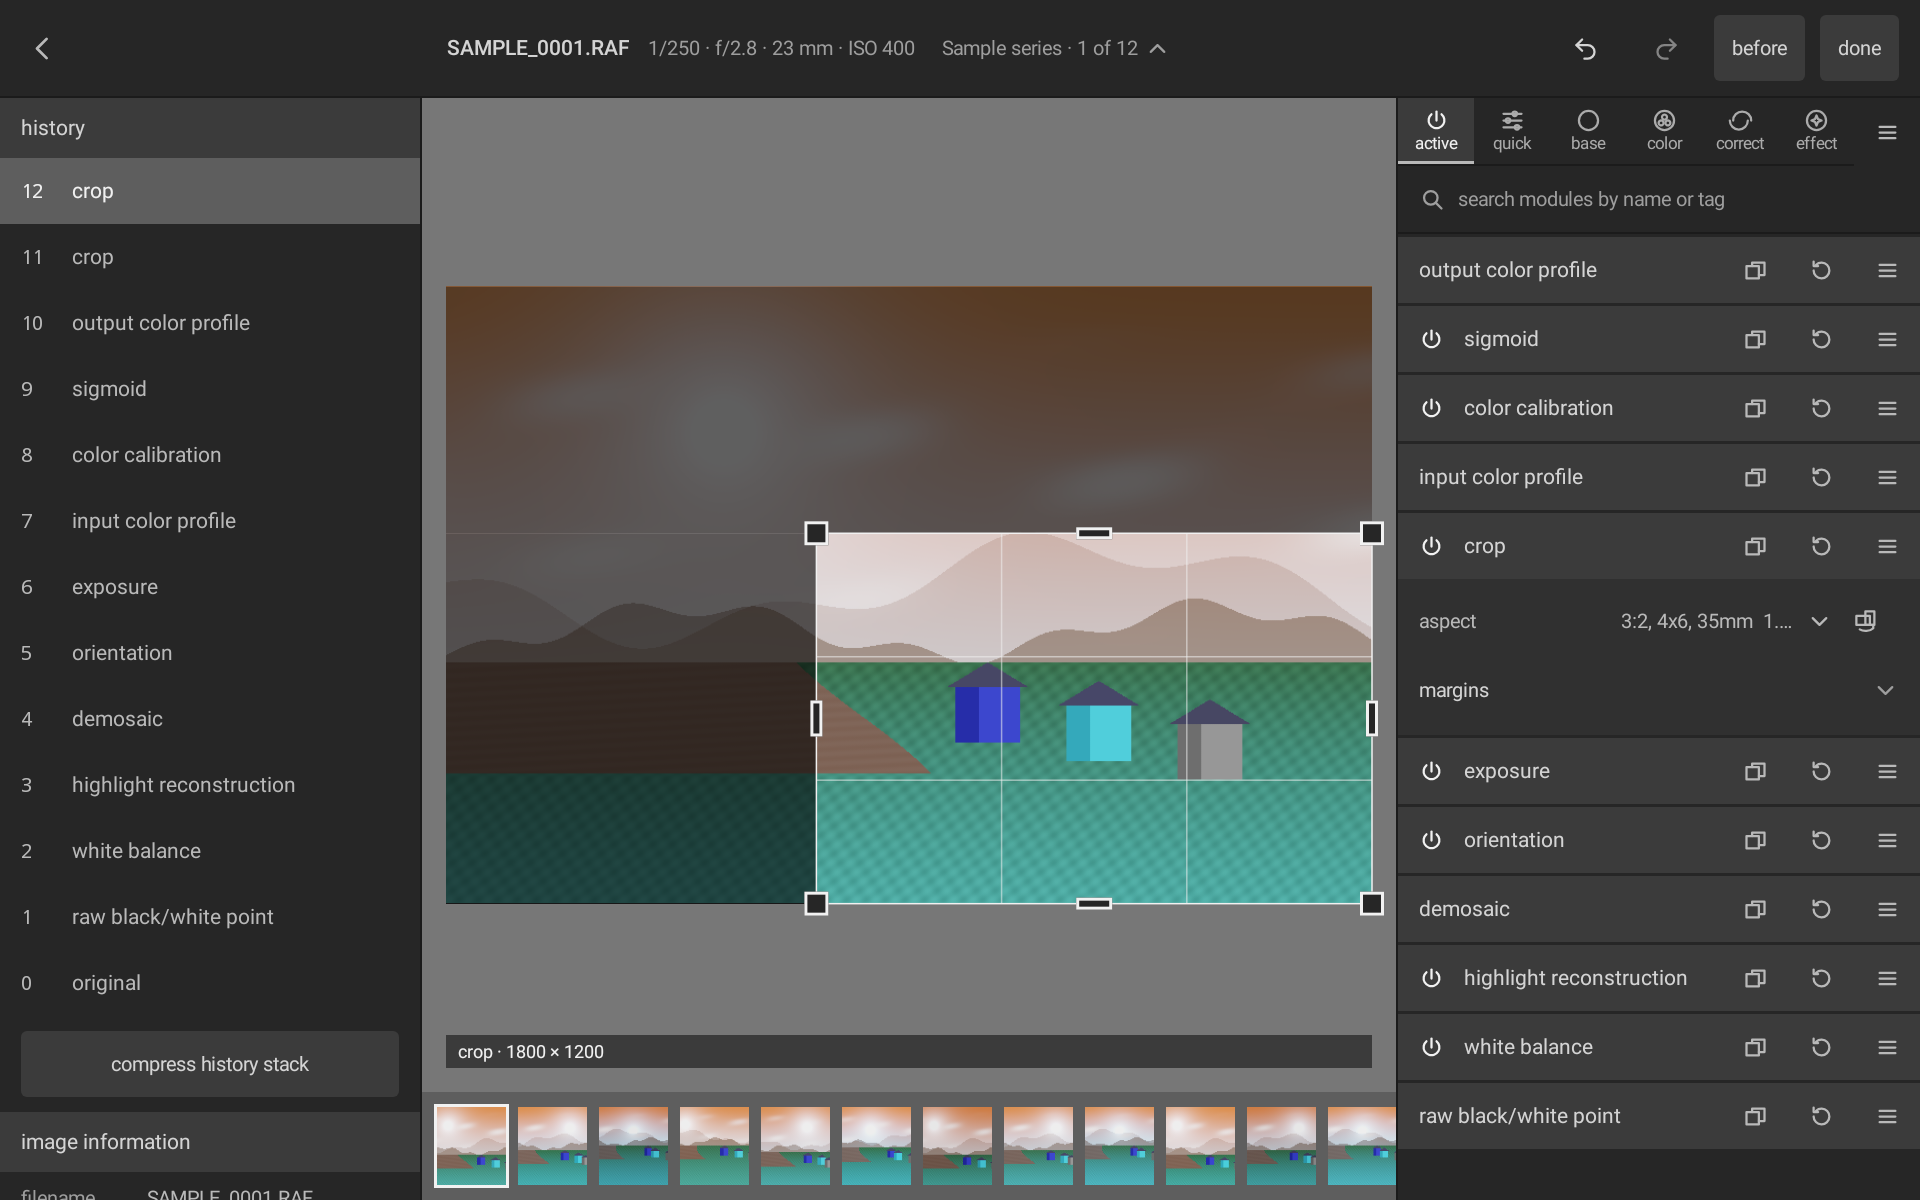 SAMPLE_0001.RAF 1/250 · f/2.8 · 23 mm · ISO 400 Sample series · 1 of 12
before
done
history
12 crop
11 crop
10 output color profile
9 sigmoid
8 color calibration
7 input color profile
6 exposure
5 orientation
4 demosaic
3 highlight reconstruction
2 white balance
1 raw black/white point
0 original
compress history stack
image information
filename SAMPLE_0001.RAF
crop · 1800 × 1200
active
quick
base
color
correct
effect
search modules by name or tag
output color profile
sigmoid
color calibration
input color profile
crop
aspect 3:2, 4x6, 35mm 1....
margins
exposure
orientation
demosaic
highlight reconstruction
white balance
raw black/white point